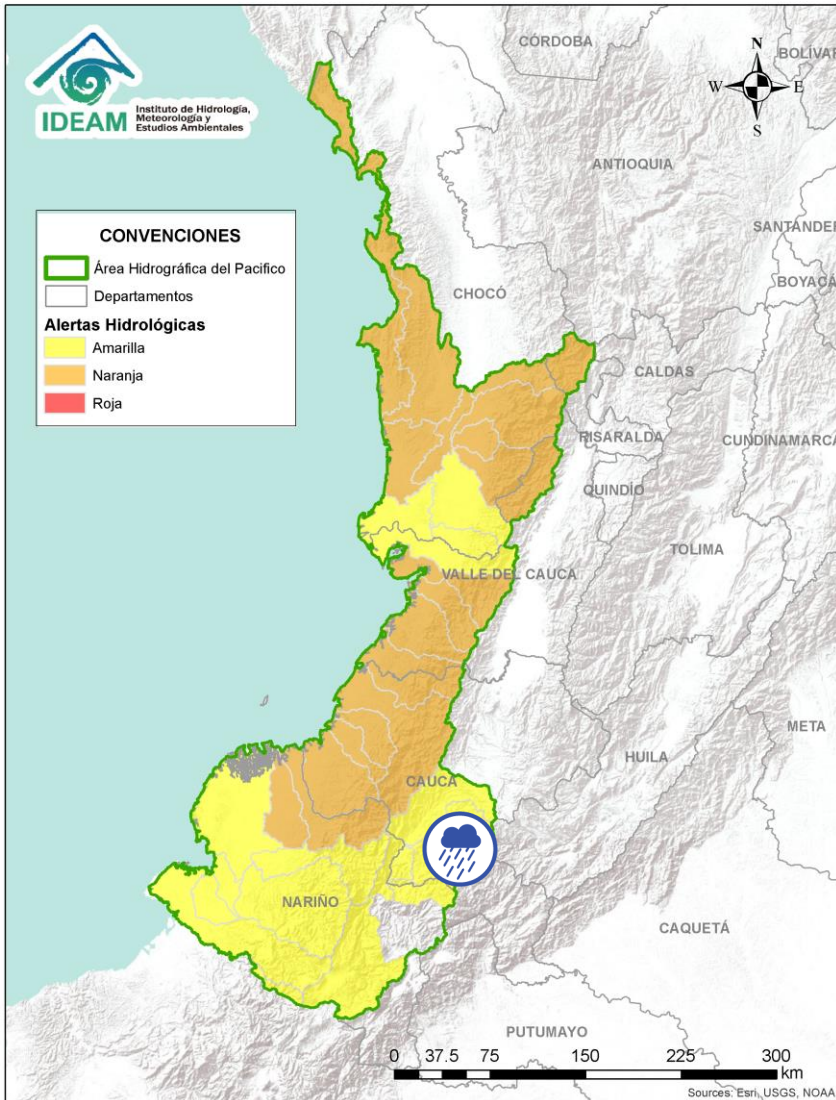 IDEAM
Instituto de Hidrología,
Meteorología y
Estudios Ambientales
N
W
E
S
CÓRDOBA
BOLÍVAR
ANTIOQUIA
SANTANDER
BOYACÁ
CHOCÓ
CALDAS
RISARALDA
CUNDINAMARCA
QUINDÍO
TOLIMA
VALLE DEL CAUCA
META
HUILA
CAUCA
NARIÑO
CAQUETÁ
PUTUMAYO
CONVENCIONES
Área Hidrográfica del Pacifico
Departamentos
Alertas Hidrológicas
Amarilla
Naranja
Roja
0 37.5 75 150 225 300
km
Sources: Esri, USGS, NOAA